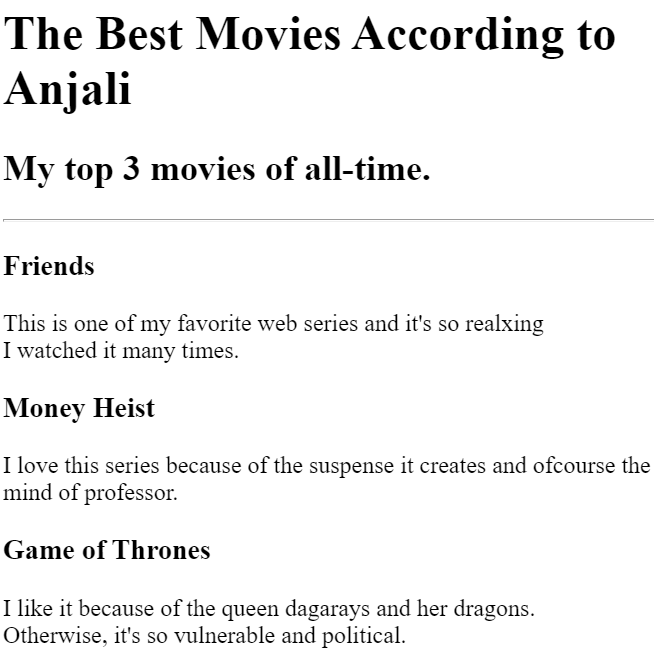 The Best Movies According to
Anjali
My top 3 movies of all-time.
Friends
This is one of my favorite web series and it's so realxing
I watched it many times.
Money Heist
I love this series because of the suspense it creates and ofcourse the
mind of professor.
Game of Thrones
I like it because of the queen dagarays and her dragons.
Otherwise, it's so vulnerable and political.